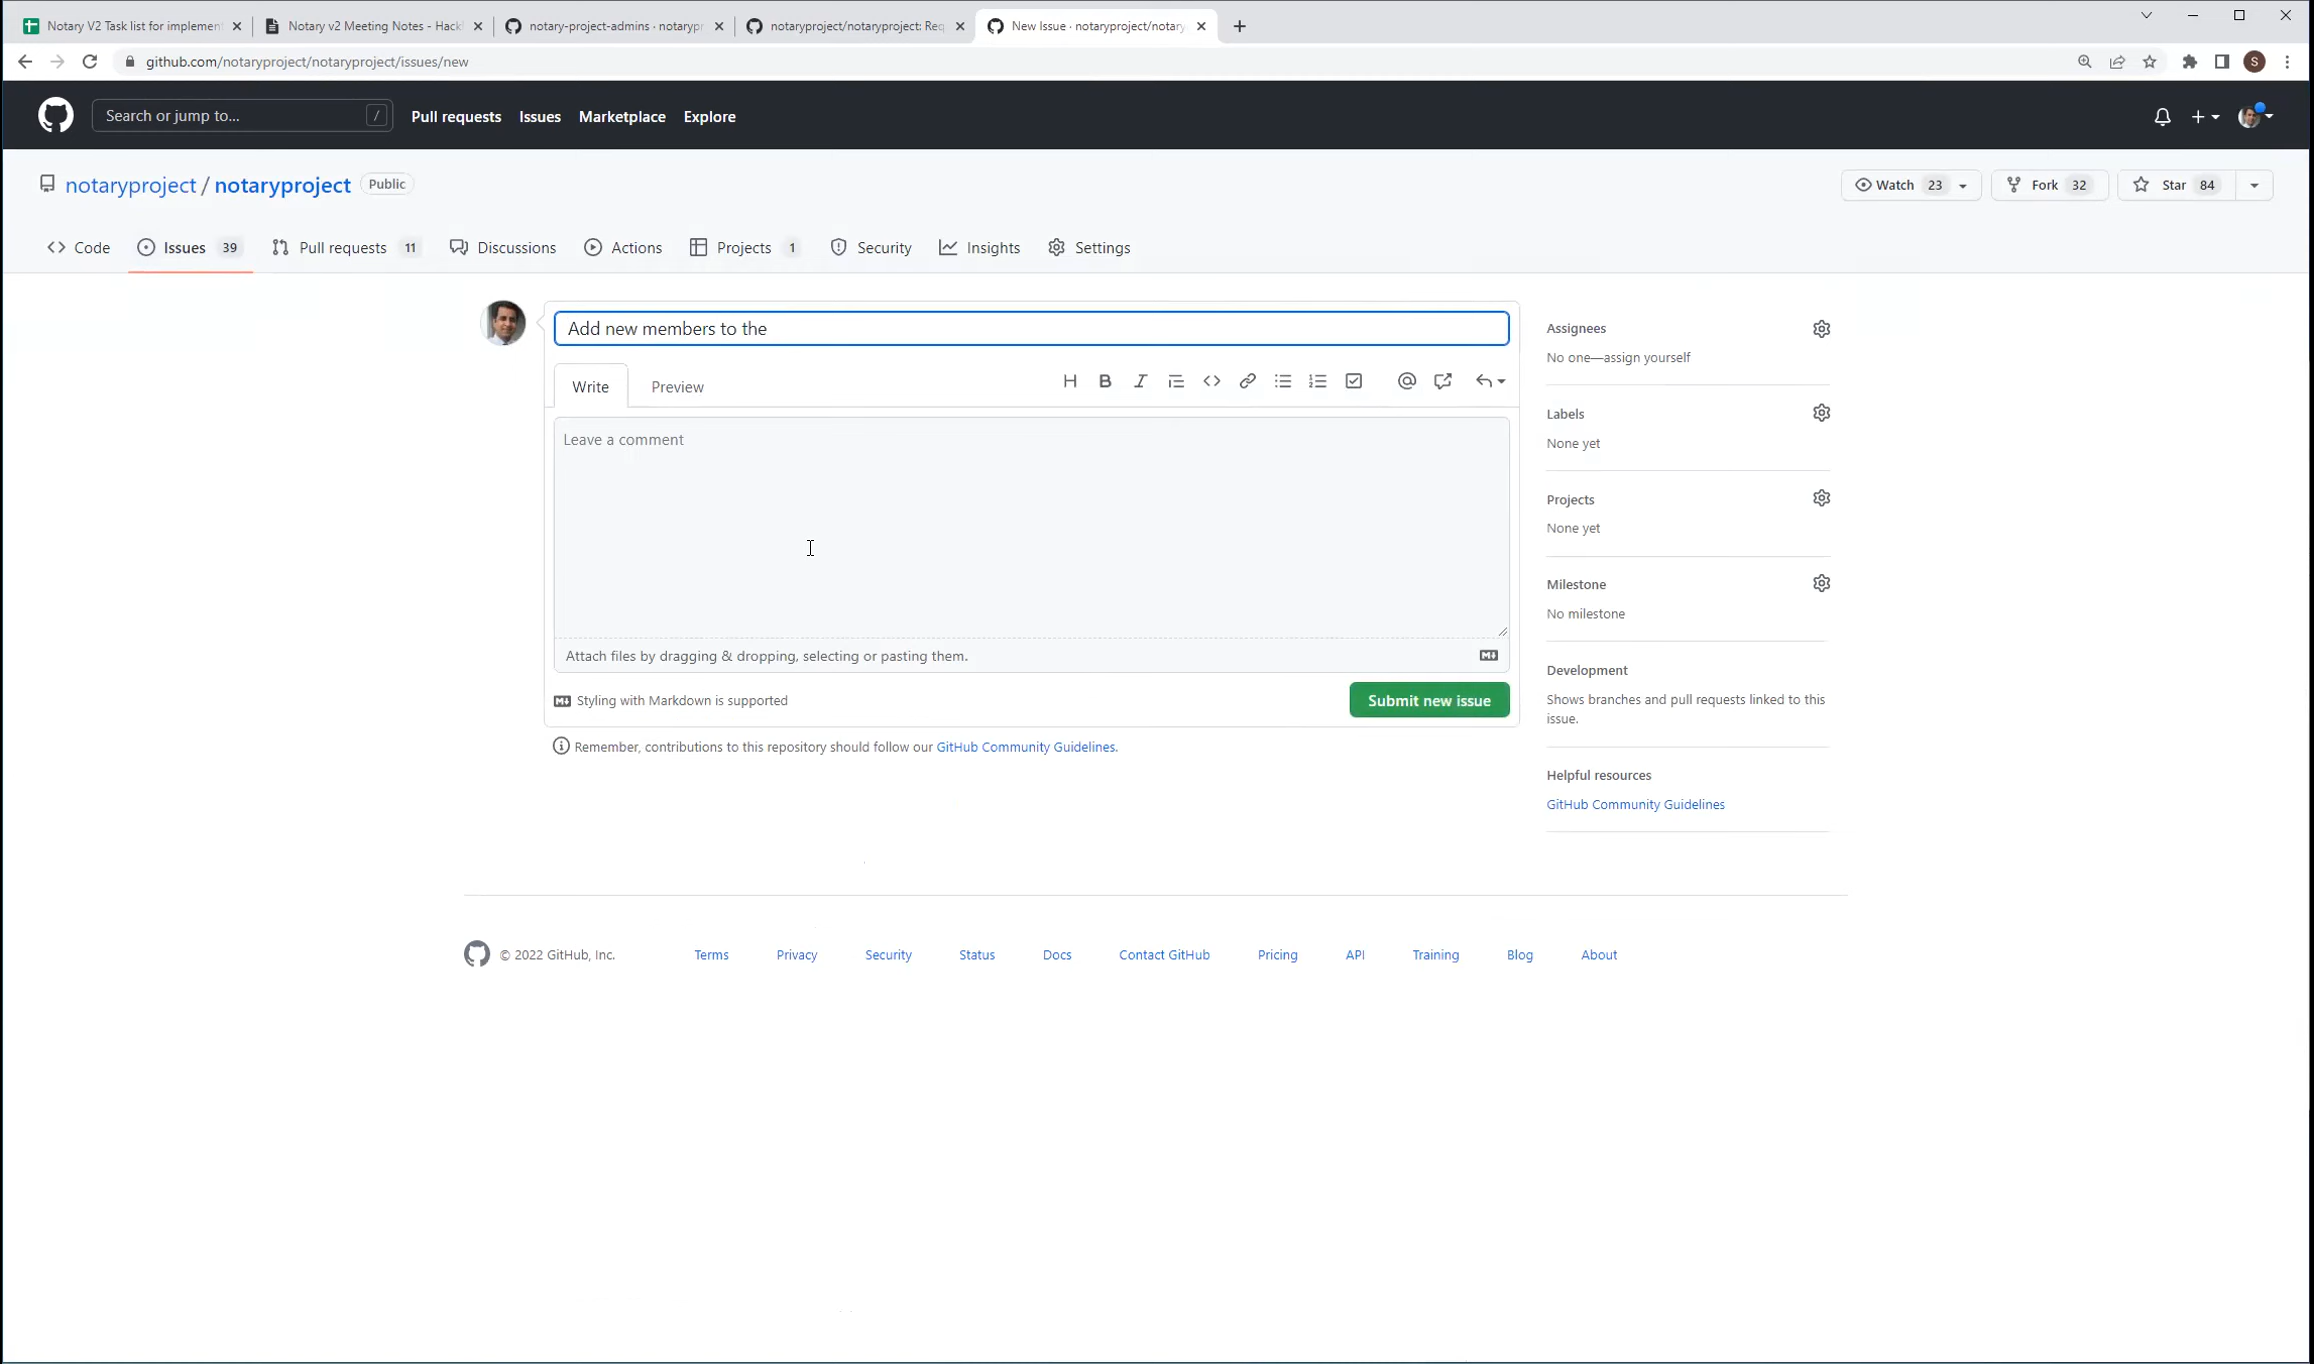 Notary V2 Task list for implemen
Notary v2 Meeting Notes - Hack
notary-project-admins · notarypr
notaryproject/notaryproject: Req
New Issue · notaryproject/notary
github.com/notaryproject/notaryproject/issues/new
S
Search or jump to... /
Pull requests
Issues
Marketplace
Explore
notaryproject / notaryproject Public
Watch 23
Fork 32
Star 84
Code
Issues 39
Pull requests 11
Discussions
Actions
Projects 1
Security
Insights
Settings
Add new members to the
Write
Preview
Leave a comment
Attach files by dragging & dropping, selecting or pasting them.
Styling with Markdown is supported
Submit new issue
Remember, contributions to this repository should follow our GitHub Community Guidelines.
Assignees
No one—assign yourself
Labels
None yet
Projects
None yet
Milestone
No milestone
Development
Shows branches and pull requests linked to this
issue.
Helpful resources
GitHub Community Guidelines
© 2022 GitHub, Inc.
Terms
Privacy
Security
Status
Docs
Contact GitHub
Pricing
API
Training
Blog
About